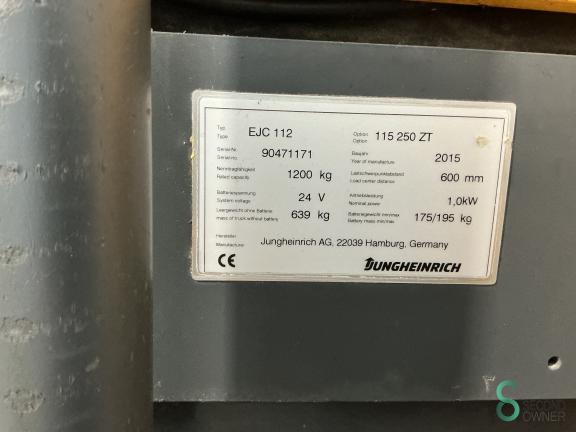 Typ EJC 112 Option 115 250 ZT
Type Option
Serial-Nr. 90471171 Baujahr 2015
Serial-no. Year of manufacture
Nenntragfähigkeit 1200 kg Lastschwerpunktabstand 600 mm
Rated capacity Load center distance
Batteriespannung 24 V Antriebsleistung 1,0kW
System voltage Nominal power
Leergewicht ohne Batterie 639 kg Batteriegewicht min/max 175/195 kg
mass of truck without battery Battery mass min/max
Hersteller Jungheinrich AG, 22039 Hamburg, Germany
Manufacturer
CE JUNGHEINRICH
SECOND
OWNER